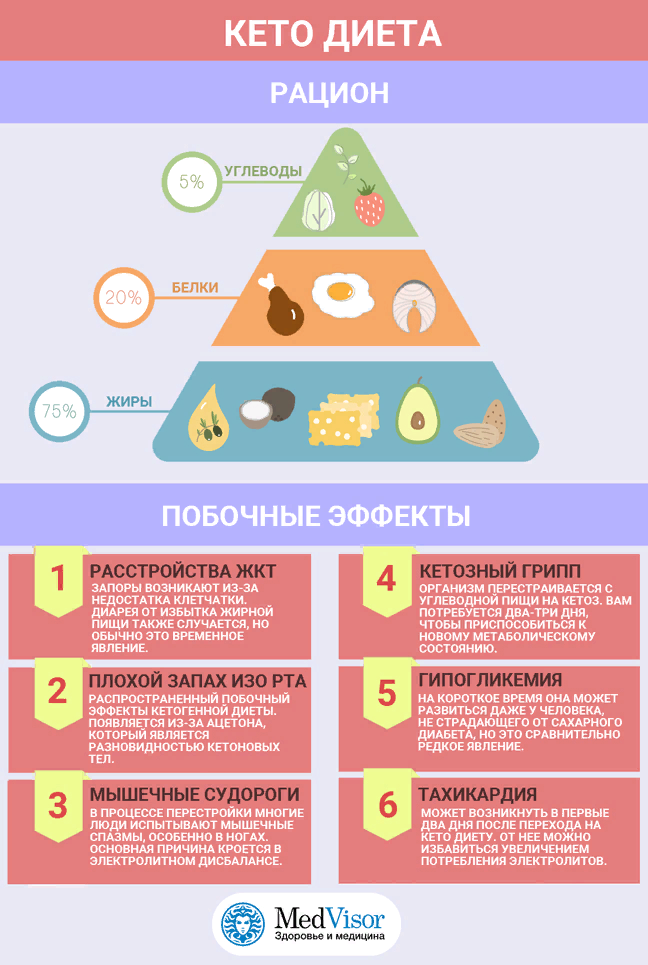 КЕТО ДИЕТА
РАЦИОН
5%
УГЛЕВОДЫ
20%
БЕЛКИ
75%
ЖИРЫ
ПОБОЧНЫЕ ЭФФЕКТЫ
1
РАССТРОЙСТВА ЖКТ
ЗАПОРЫ ВОЗНИКАЮТ ИЗ-ЗА
НЕДОСТАТКА КЛЕТЧАТКИ.
ДИАРЕЯ ОТ ИЗБЫТКА ЖИРНОЙ
ПИЩИ ТАКЖЕ СЛУЧАЕТСЯ, НО
ОБЫЧНО ЭТО ВРЕМЕННОЕ
ЯВЛЕНИЕ.
2
ПЛОХОЙ ЗАПАХ ИЗО РТА
РАСПРОСТРАНЕННЫЙ ПОБОЧНЫЙ
ЭФФЕКТЫ КЕТОГЕННОЙ ДИЕТЫ.
ПОЯВЛЯЕТСЯ ИЗ-ЗА АЦЕТОНА,
КОТОРЫЙ ЯВЛЯЕТСЯ
РАЗНОВИДНОСТЬЮ КЕТОНОВЫХ
ТЕЛ.
3
МЫШЕЧНЫЕ СУДОРОГИ
В ПРОЦЕССЕ ПЕРЕСТРОЙКИ МНОГИЕ
ЛЮДИ ИСПЫТЫВАЮТ МЫШЕЧНЫЕ
СПАЗМЫ, ОСОБЕННО В НОГАХ.
ОСНОВНАЯ ПРИЧИНА КРОЕТСЯ В
ЭЛЕКТРОЛИТНОМ ДИСБАЛАНСЕ.
4
КЕТОЗНЫЙ ГРИПП
ОРГАНИЗМ ПЕРЕСТРАИВАЕТСЯ С
УГЛЕВОДНОЙ ПИЩИ НА КЕТОЗ. ВАМ
ПОТРЕБУЕТСЯ ДВА-ТРИ ДНЯ,
ЧТОБЫ ПРИСПОСОБИТЬСЯ К
НОВОМУ МЕТАБОЛИЧЕСКОМУ
СОСТОЯНИЮ.
5
ГИПОГЛИКЕМИЯ
НА КОРОТКОЕ ВРЕМЯ ОНА МОЖЕТ
РАЗВИТЬСЯ ДАЖЕ У ЧЕЛОВЕКА,
НЕ СТРАДАЮЩЕГО ОТ САХАРНОГО
ДИАБЕТА, НО ЭТО СРАВНИТЕЛЬНО
РЕДКОЕ ЯВЛЕНИЕ.
6
ТАХИКАРДИЯ
МОЖЕТ ВОЗНИКНУТЬ В ПЕРВЫЕ
ДВА ДНЯ ПОСЛЕ ПЕРЕХОДА НА
КЕТО ДИЕТУ. ОТ НЕЕ МОЖНО
ИЗБАВИТЬСЯ УВЕЛИЧЕНИЕМ
ПОТРЕБЛЕНИЯ ЭЛЕКТРОЛИТОВ.
MedVisor
Здоровье и медицина